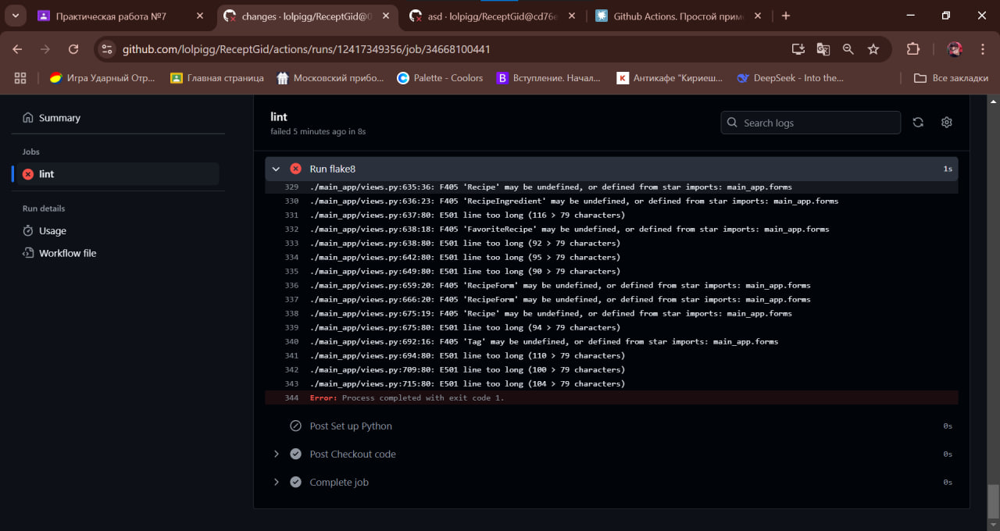 Практическая работа №7
changes · lolpigg/ReceptGid@0
asd · lolpigg/ReceptGid@cd76e
Github Actions. Простой прим
github.com/lolpigg/ReceptGid/actions/runs/12417349356/job/34668100441
Игра Ударный Отр...
Главная страница
Московский прибо...
Palette - Coolors
Вступление. Начал...
Антикафе "Кириеш...
DeepSeek - Into the...
Все закладки
Summary
Jobs
lint
Run details
Usage
Workflow file
lint
failed 5 minutes ago in 8s
Search logs
Run flake8
1s
329 ./main_app/views.py:635:36: F405 'Recipe' may be undefined, or defined from star imports: main_app.forms
330 ./main_app/views.py:636:23: F405 'RecipeIngredient' may be undefined, or defined from star imports: main_app.forms
331 ./main_app/views.py:637:80: E501 line too long (116 > 79 characters)
332 ./main_app/views.py:638:18: F405 'FavoriteRecipe' may be undefined, or defined from star imports: main_app.forms
333 ./main_app/views.py:638:80: E501 line too long (92 > 79 characters)
334 ./main_app/views.py:642:80: E501 line too long (95 > 79 characters)
335 ./main_app/views.py:649:80: E501 line too long (90 > 79 characters)
336 ./main_app/views.py:659:20: F405 'RecipeForm' may be undefined, or defined from star imports: main_app.forms
337 ./main_app/views.py:666:20: F405 'RecipeForm' may be undefined, or defined from star imports: main_app.forms
338 ./main_app/views.py:675:19: F405 'Recipe' may be undefined, or defined from star imports: main_app.forms
339 ./main_app/views.py:675:80: E501 line too long (94 > 79 characters)
340 ./main_app/views.py:692:16: F405 'Tag' may be undefined, or defined from star imports: main_app.forms
341 ./main_app/views.py:694:80: E501 line too long (110 > 79 characters)
342 ./main_app/views.py:709:80: E501 line too long (100 > 79 characters)
343 ./main_app/views.py:715:80: E501 line too long (104 > 79 characters)
344 Error: Process completed with exit code 1.
Post Set up Python
0s
Post Checkout code
0s
Complete job
0s